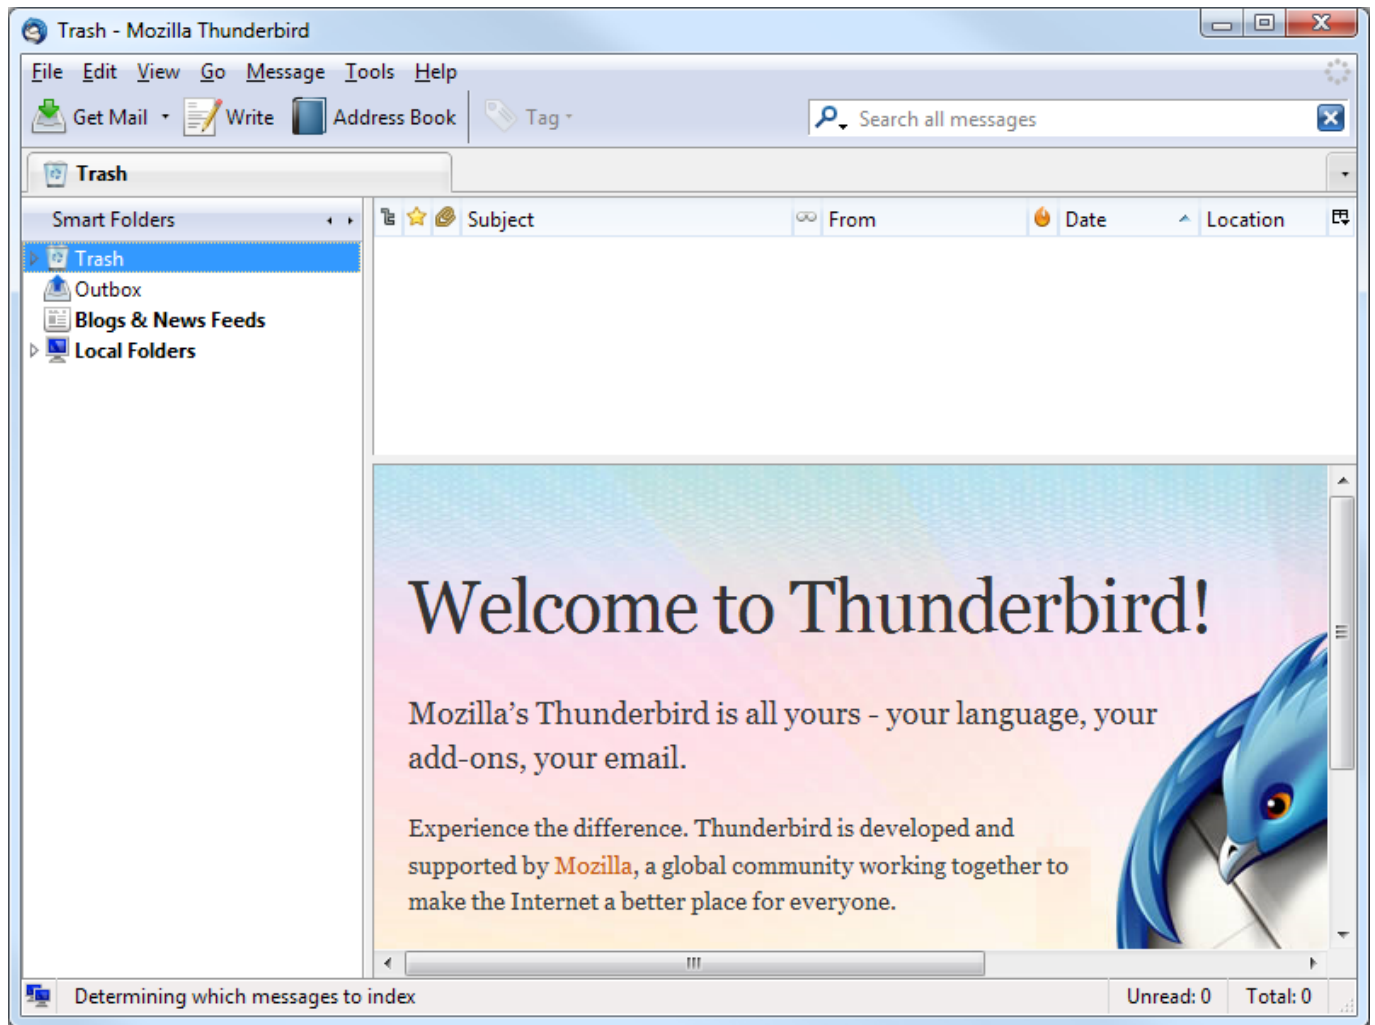 Trash - Mozilla Thunderbird
File Edit View Go Message Tools Help
Get Mail Write Address Book Tag Search all messages
Trash
Smart Folders Subject From Date Location
Trash
Outbox
Blogs & News Feeds
Local Folders
Welcome to Thunderbird!
Mozilla’s Thunderbird is all yours - your language, your
add-ons, your email.
Experience the difference. Thunderbird is developed and
supported by Mozilla, a global community working together to
make the Internet a better place for everyone.
Determining which messages to index Unread: 0 Total: 0